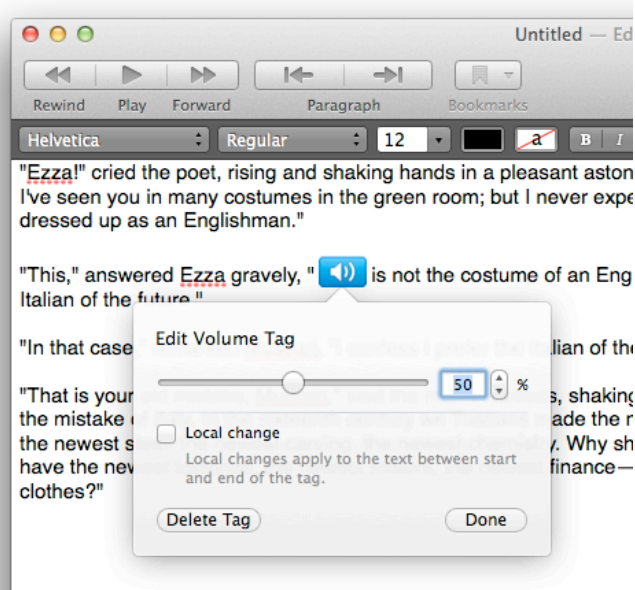 Untitled — Ed
Rewind Play Forward Paragraph Bookmarks
Helvetica Regular 12 a B I
"Ezza!" cried the poet, rising and shaking hands in a pleasant aston
I've seen you in many costumes in the green room; but I never expe
dressed up as an Englishman."
"This," answered Ezza gravely, " is not the costume of an Eng
Italian of the future."
"In that case lian of the
"That is your s, shaking
the mistake made the
the newest Why sh
have the new finance—
clothes?"
Edit Volume Tag
50 %
Local change
Local changes apply to the text between start
and end of the tag.
Delete Tag Done